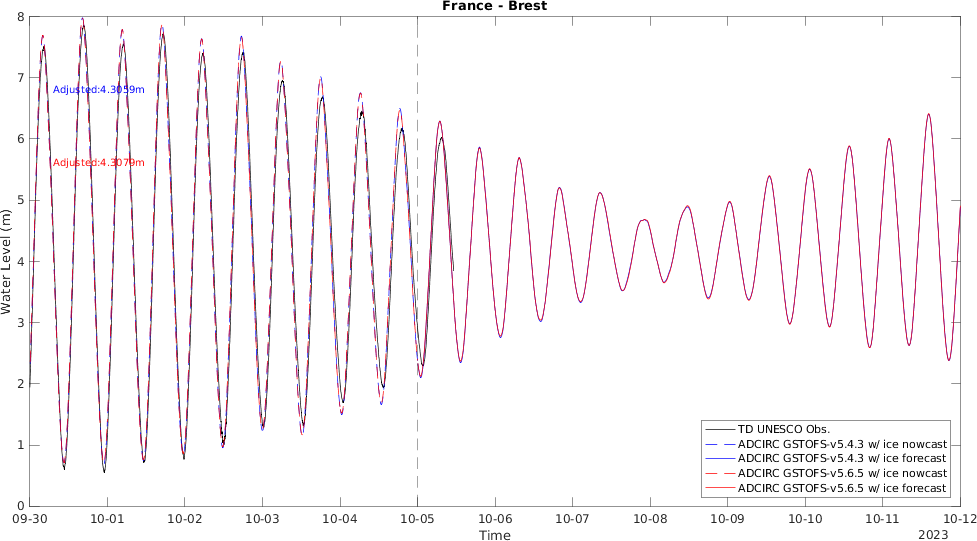 France - Brest
8
7
6
5
4
3
2
1
0
Water Level (m)
Adjusted:4.3059m
Adjusted:4.3079m
TD UNESCO Obs.
ADCIRC GSTOFS-v5.4.3 w/ ice nowcast
ADCIRC GSTOFS-v5.4.3 w/ ice forecast
ADCIRC GSTOFS-v5.6.5 w/ ice nowcast
ADCIRC GSTOFS-v5.6.5 w/ ice forecast
09-30 10-01 10-02 10-03 10-04 10-05 10-06 10-07 10-08 10-09 10-10 10-11 10-12
Time
2023